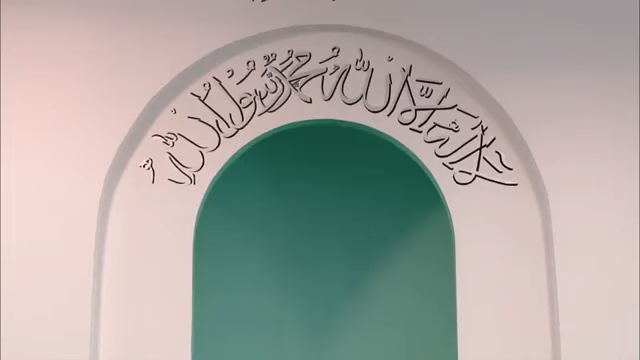 لا إله إلا الله محمد رسول الله